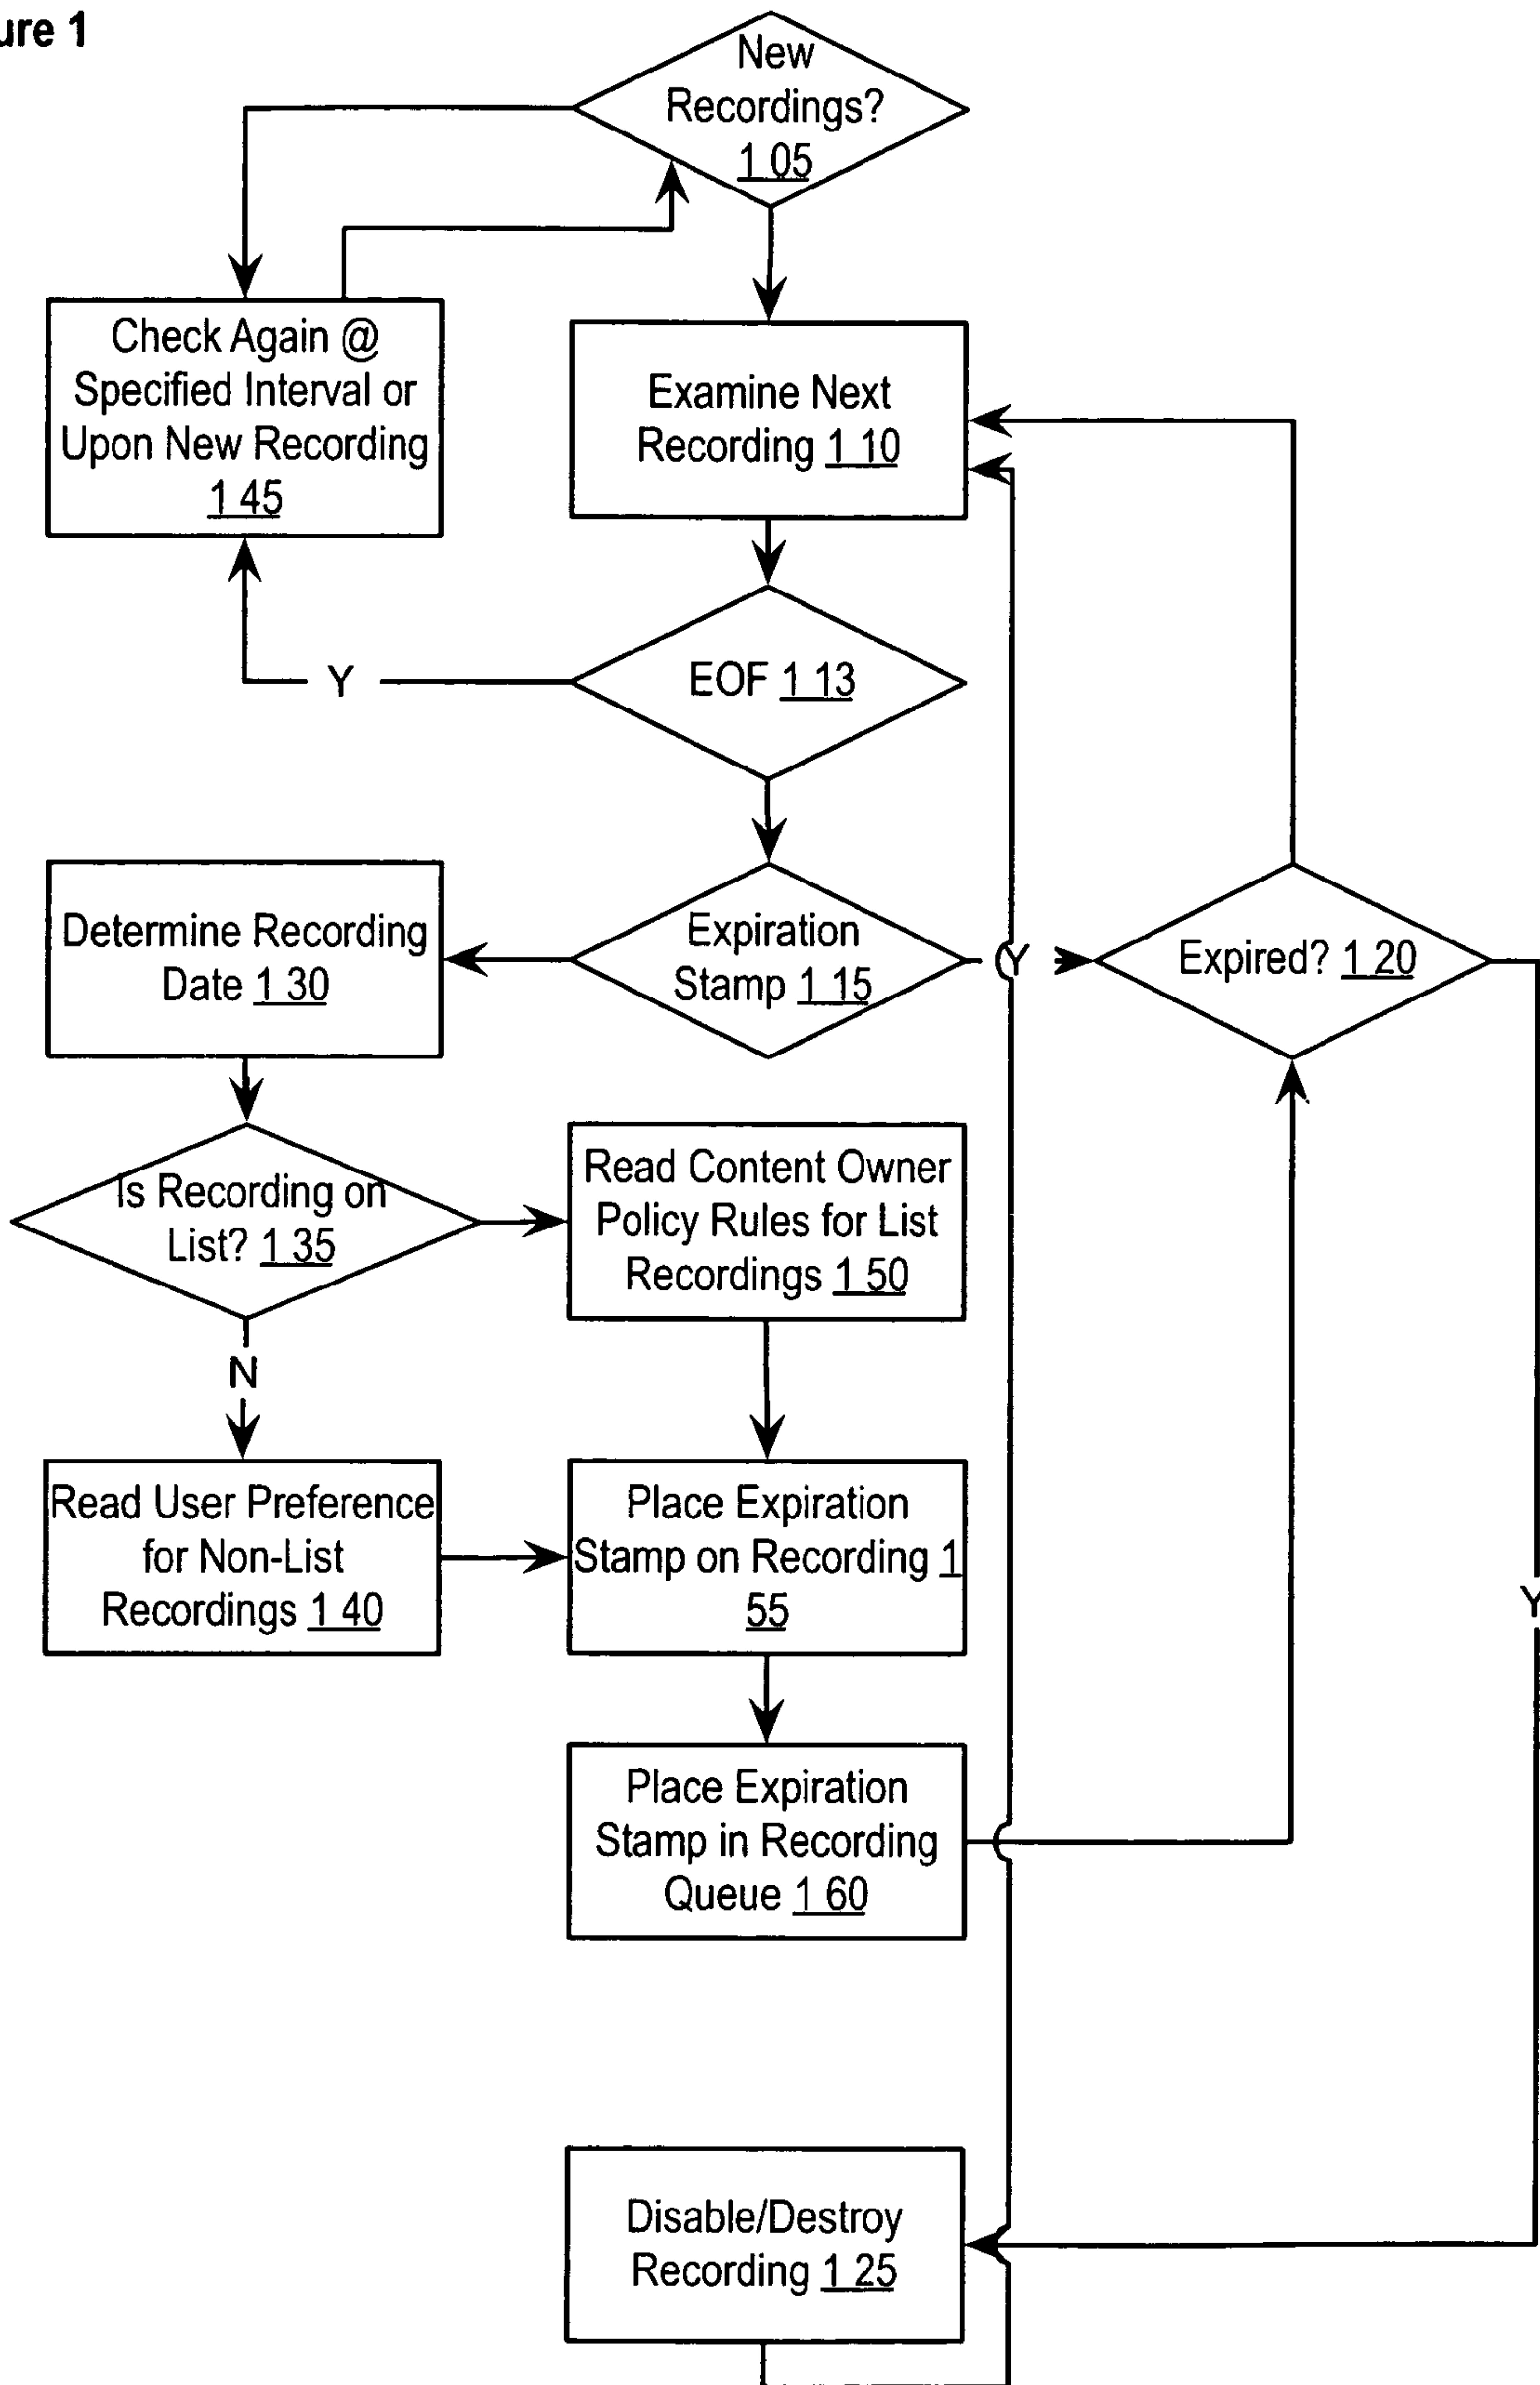 ure 1
New
Recordings?
1 05
Check Again @
Specified Interval or
Upon New Recording
1 45
Examine Next
Recording 1 10
EOF 1 13
Y
Determine Recording
Date 1 30
Expiration
Stamp 1 15
Y
Expired? 1 20
Is Recording on
List? 1 35
Read Content Owner
Policy Rules for List
Recordings 1 50
N
Read User Preference
for Non-List
Recordings 1 40
Place Expiration
Stamp on Recording 1
55
Y
Place Expiration
Stamp in Recording
Queue 1 60
Disable/Destroy
Recording 1 25